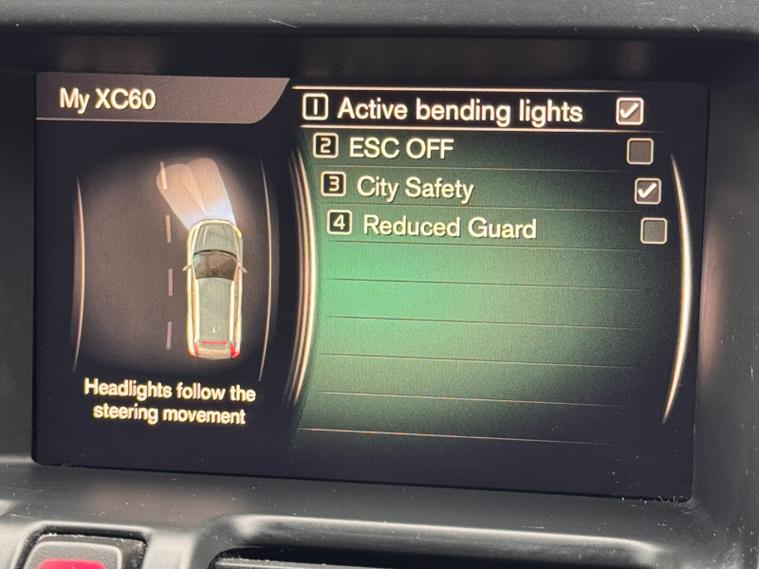 My XC60
1 Active bending lights
2 ESC OFF
3 City Safety
4 Reduced Guard
Headlights follow the
steering movement